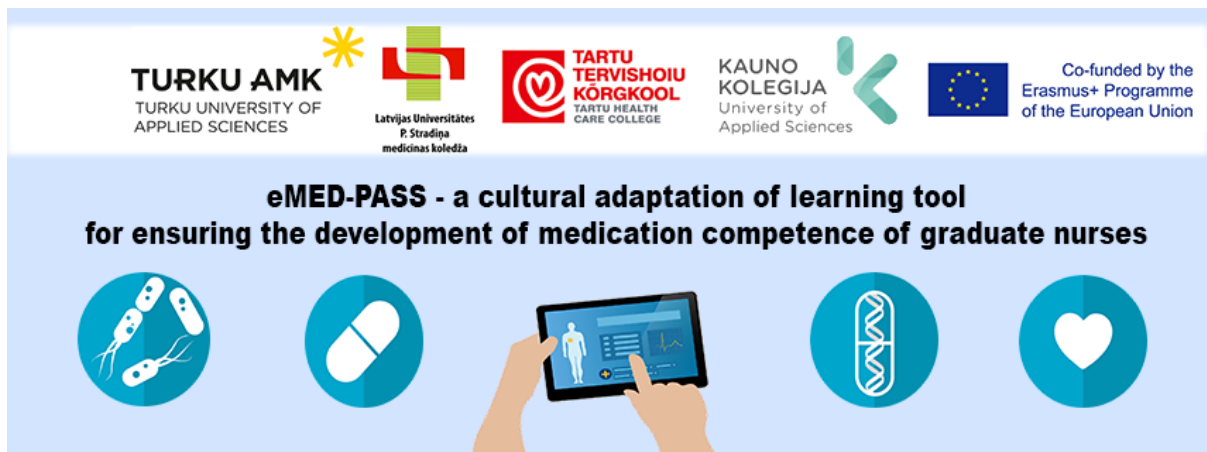 TURKU AMK
TURKU UNIVERSITY OF
APPLIED SCIENCES
Latvijas Universitātes
P. Stradiņa
medicīnas koledža
TARTU
TERVISHOIU
KÕRGKOOL
TARTU HEALTH
CARE COLLEGE
KAUNO
KOLEGIJA
University of
Applied Sciences
Co-funded by the
Erasmus+ Programme
of the European Union
eMED-PASS - a cultural adaptation of learning tool
for ensuring the development of medication competence of graduate nurses